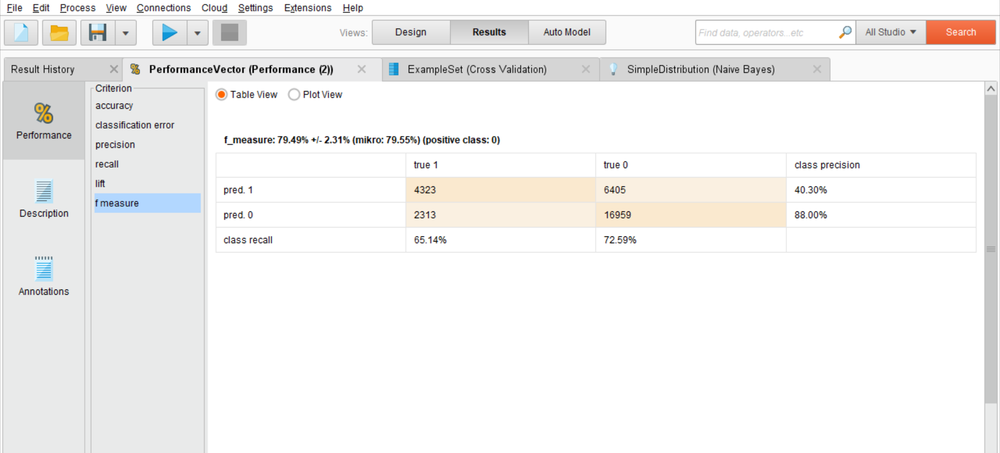 File Edit Process View Connections Cloud Settings Extensions Help
Views: Design Results Auto Model Find data, operators...etc All Studio Search
Result History PerformanceVector (Performance (2)) ExampleSet (Cross Validation) SimpleDistribution (Naive Bayes)
Performance
Description
Annotations
Criterion
accuracy
classification error
precision
recall
lift
f measure
Table View Plot View
f_measure: 79.49% +/- 2.31% (mikro: 79.55%) (positive class: 0)
true 1 true 0 class precision
pred. 1 4323 6405 40.30%
pred. 0 2313 16959 88.00%
class recall 65.14% 72.59%